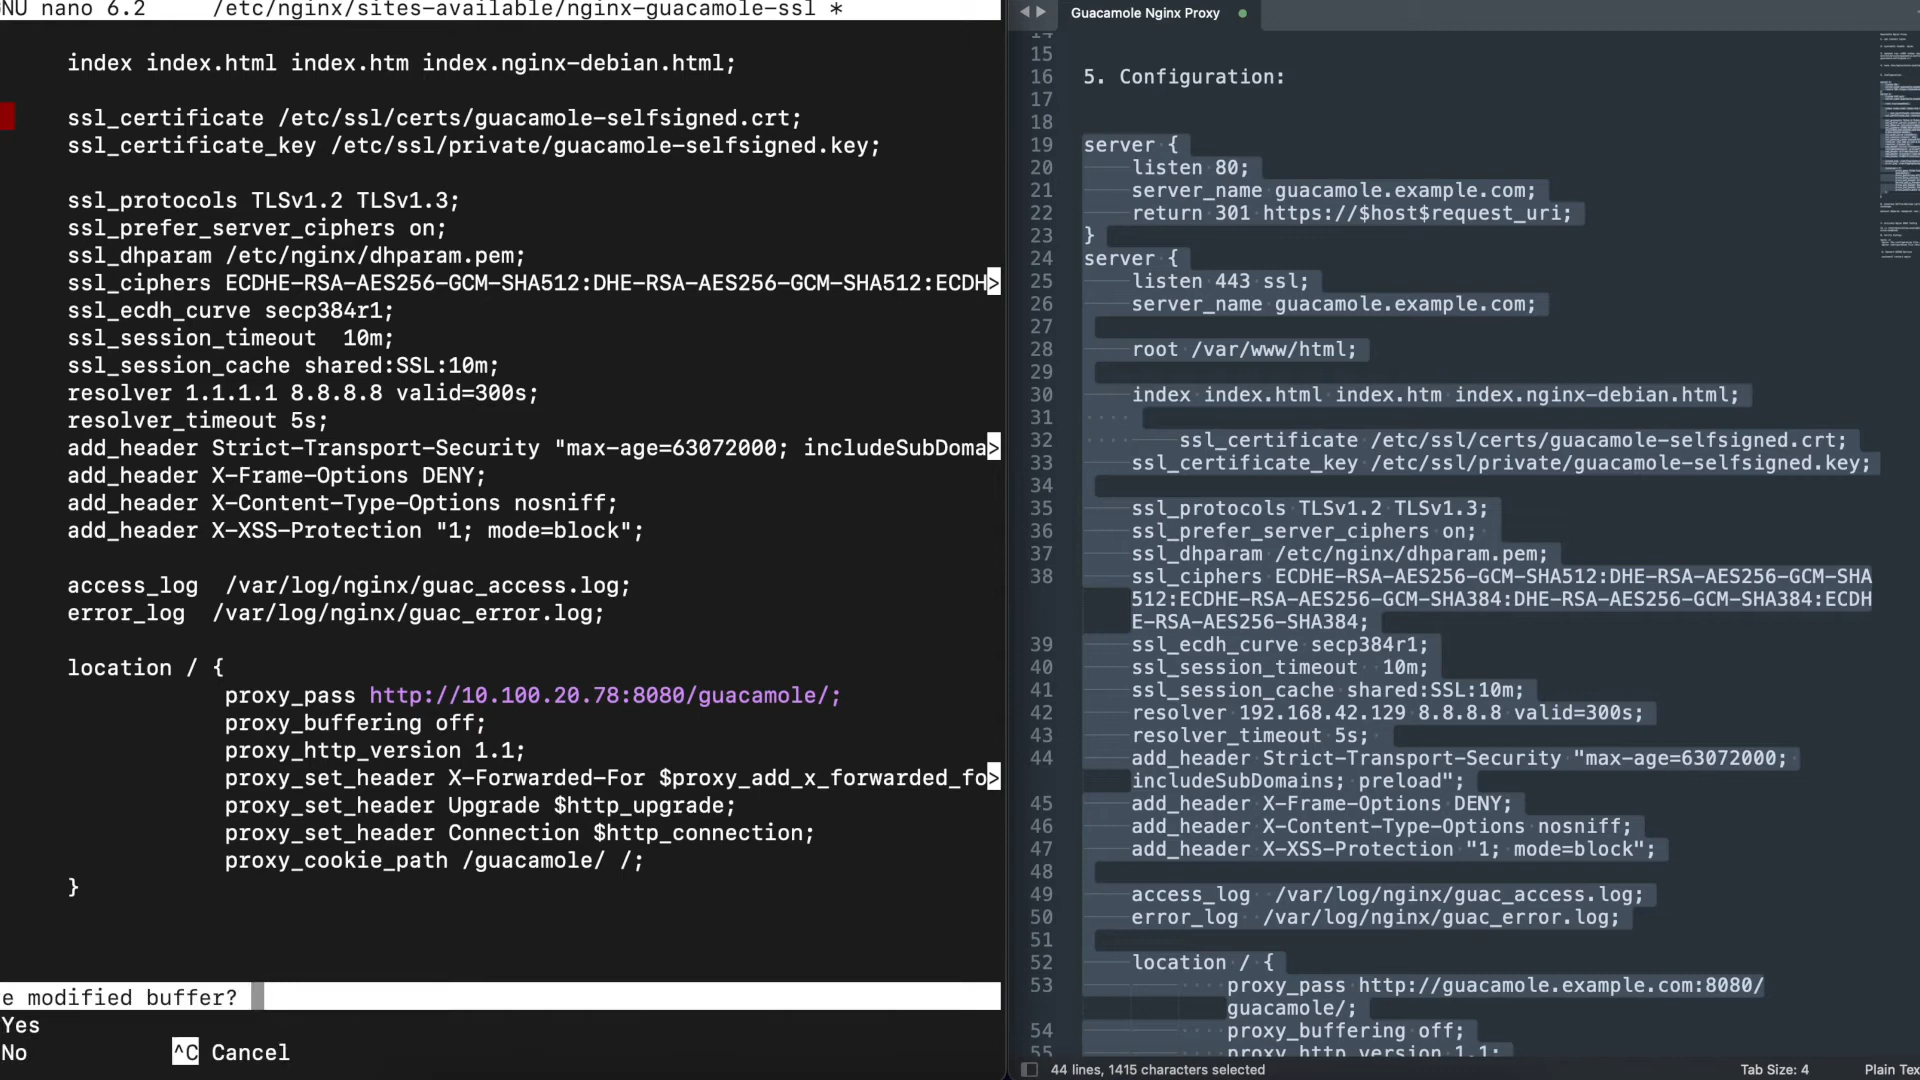 NU nano 6.2     /etc/nginx/sites-available/nginx-guacamole-ssl *
index index.html index.htm index.nginx-debian.html;
ssl_certificate /etc/ssl/certs/guacamole-selfsigned.crt;
ssl_certificate_key /etc/ssl/private/guacamole-selfsigned.key;
ssl_protocols TLSv1.2 TLSv1.3;
ssl_prefer_server_ciphers on;
ssl_dhparam /etc/nginx/dhparam.pem;
ssl_ciphers ECDHE-RSA-AES256-GCM-SHA512:DHE-RSA-AES256-GCM-SHA512:ECDH>
ssl_ecdh_curve secp384r1;
ssl_session_timeout  10m;
ssl_session_cache shared:SSL:10m;
resolver 1.1.1.1 8.8.8.8 valid=300s;
resolver_timeout 5s;
add_header Strict-Transport-Security "max-age=63072000; includeSubDoma>
add_header X-Frame-Options DENY;
add_header X-Content-Type-Options nosniff;
add_header X-XSS-Protection "1; mode=block";
access_log  /var/log/nginx/guac_access.log;
error_log  /var/log/nginx/guac_error.log;
location / {
proxy_pass http://10.100.20.78:8080/guacamole/;
proxy_buffering off;
proxy_http_version 1.1;
proxy_set_header X-Forwarded-For $proxy_add_x_forwarded_fo>
proxy_set_header Upgrade $http_upgrade;
proxy_set_header Connection $http_connection;
proxy_cookie_path /guacamole/ /;
}
e modified buffer?
Yes
No     ^C Cancel
Guacamole Nginx Proxy
14
15
16 5. Configuration:
17
18
19 server {
20 listen 80;
21 server_name guacamole.example.com;
22 return 301 https://$host$request_uri;
23 }
24 server {
25 listen 443 ssl;
26 server_name guacamole.example.com;
27
28 root /var/www/html;
29
30 index index.html index.htm index.nginx-debian.html;
31
32 ssl_certificate /etc/ssl/certs/guacamole-selfsigned.crt;
33 ssl_certificate_key /etc/ssl/private/guacamole-selfsigned.key;
34
35 ssl_protocols TLSv1.2 TLSv1.3;
36 ssl_prefer_server_ciphers on;
37 ssl_dhparam /etc/nginx/dhparam.pem;
38 ssl_ciphers ECDHE-RSA-AES256-GCM-SHA512:DHE-RSA-AES256-GCM-SHA
512:ECDHE-RSA-AES256-GCM-SHA384:DHE-RSA-AES256-GCM-SHA384:ECDH
E-RSA-AES256-SHA384;
39 ssl_ecdh_curve secp384r1;
40 ssl_session_timeout  10m;
41 ssl_session_cache shared:SSL:10m;
42 resolver 192.168.42.129 8.8.8.8 valid=300s;
43 resolver_timeout 5s;
44 add_header Strict-Transport-Security "max-age=63072000;
includeSubDomains; preload";
45 add_header X-Frame-Options DENY;
46 add_header X-Content-Type-Options nosniff;
47 add_header X-XSS-Protection "1; mode=block";
48
49 access_log  /var/log/nginx/guac_access.log;
50 error_log  /var/log/nginx/guac_error.log;
51
52 location / {
53 proxy_pass http://guacamole.example.com:8080/
guacamole/;
54 proxy_buffering off;
55 proxy_http_version 1.1;
44 lines, 1415 characters selected     Tab Size: 4     Plain Tex